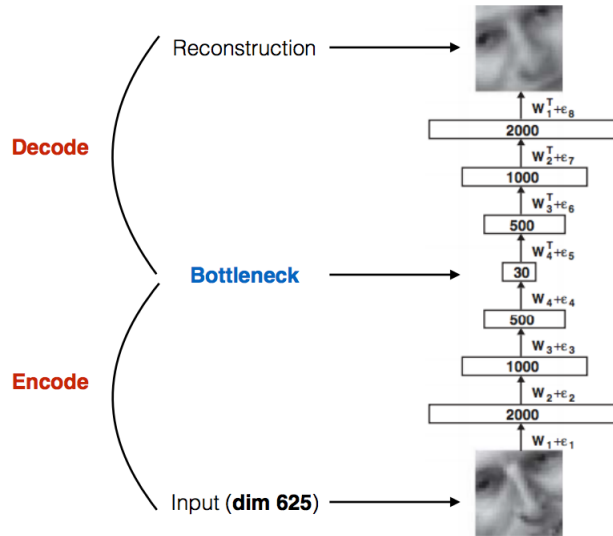 Reconstruction
W₁ᵀ+ε₈
2000
Decode
W₂ᵀ+ε₇
1000
W₃ᵀ+ε₆
500
W₄ᵀ+ε₅
Bottleneck
30
W₄+ε₄
500
W₃+ε₃
Encode
1000
W₂+ε₂
2000
W₁+ε₁
Input (dim 625)